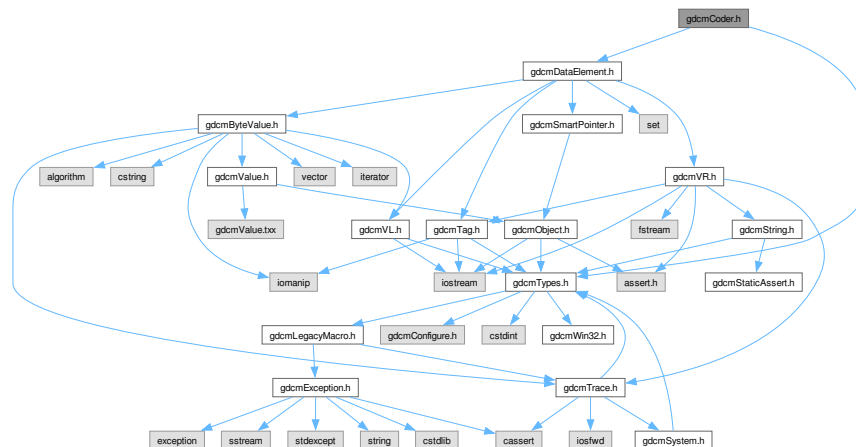 gdcmCoder.h
gdcmDataElement.h
gdcmByteValue.h
gdcmSmartPointer.h
set
algorithm
cstring
gdcmValue.h
vector
iterator
gdcmVR.h
gdcmValue.txx
gdcmVL.h
gdcmTag.h
gdcmObject.h
fstream
gdcmString.h
iomanip
iostream
gdcmTypes.h
assert.h
gdcmStaticAssert.h
gdcmLegacyMacro.h
gdcmConfigure.h
cstdint
gdcmWin32.h
gdcmException.h
gdcmTrace.h
exception
sstream
stdexcept
string
cstdlib
cassert
iosfwd
gdcmSystem.h